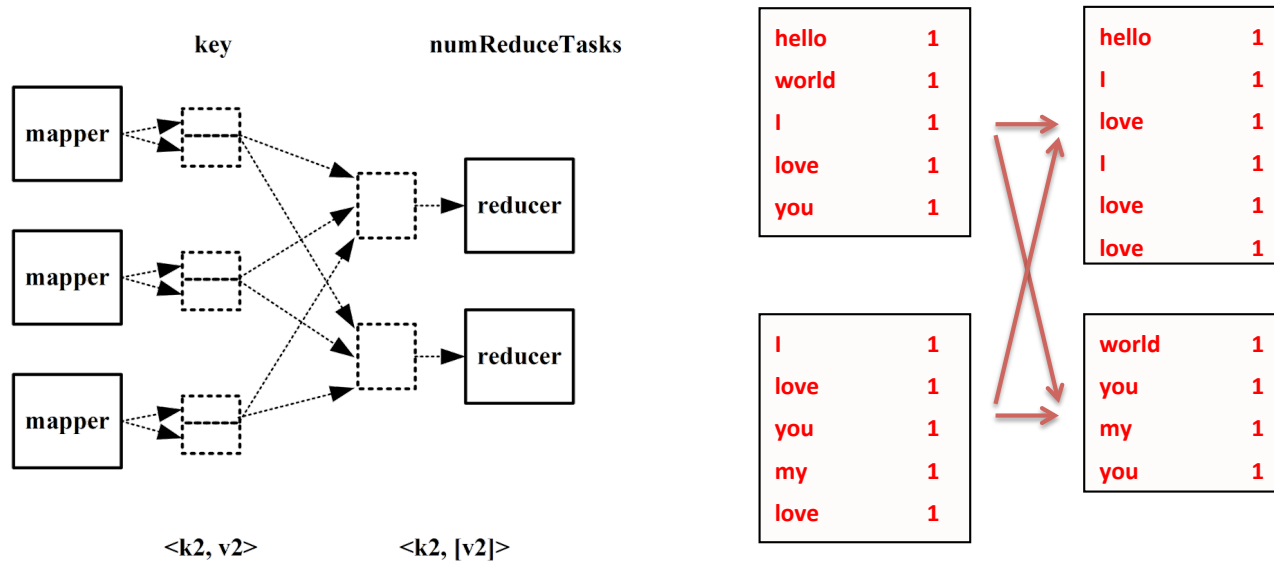 key
numReduceTasks
mapper
mapper
mapper
reducer
reducer
<k2, v2>
<k2, [v2]>
hello 1
world 1
I 1
love 1
you 1
I 1
love 1
you 1
my 1
love 1
hello 1
I 1
love 1
I 1
love 1
love 1
world 1
you 1
my 1
you 1